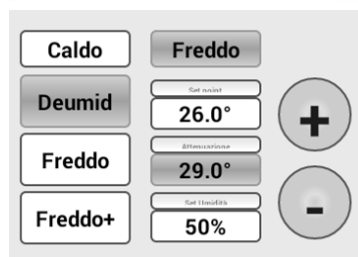 Caldo
Freddo
Deumid
Set point
26.0°
+
Freddo
Attenuazione
29.0°
-
Freddo+
Set Umidità
50%